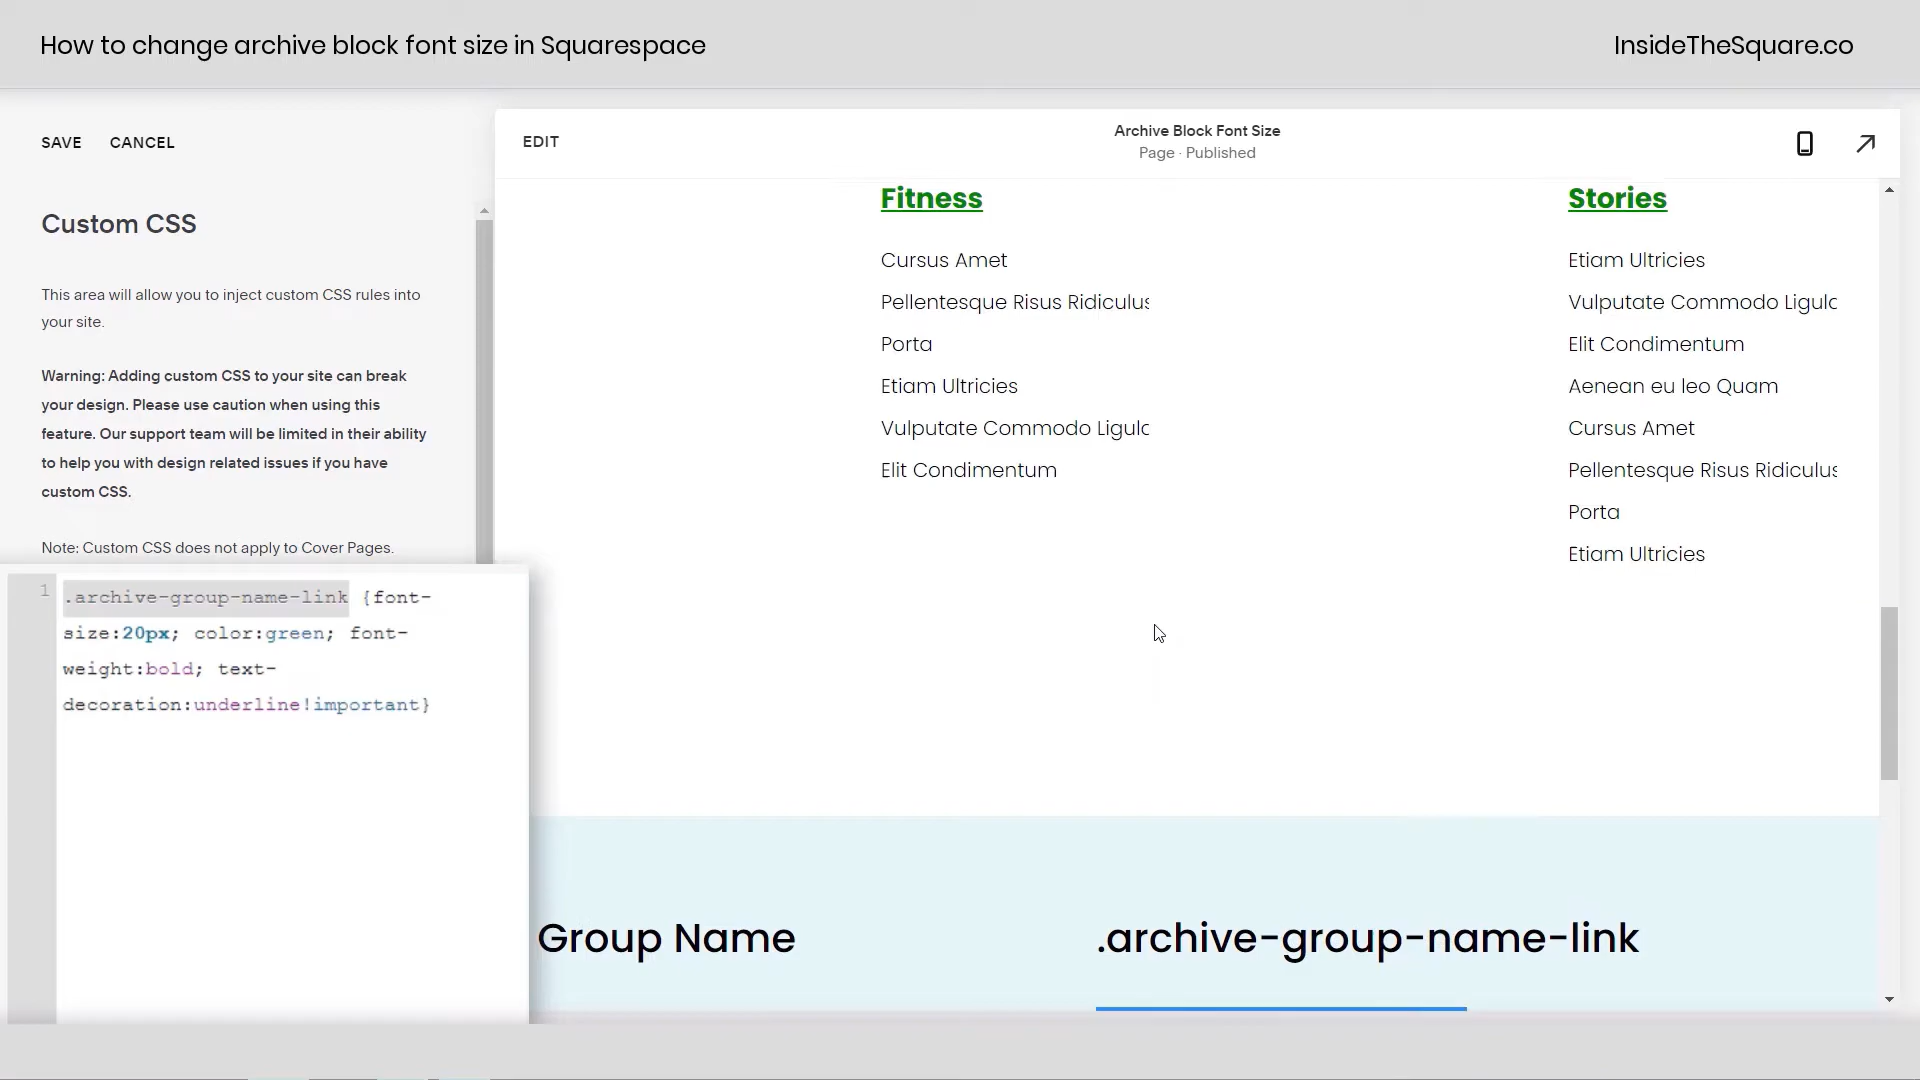 How to change archive block font size in Squarespace
InsideTheSquare.co
SAVE CANCEL
Custom CSS
This area will allow you to inject custom CSS rules into
your site.
Warning: Adding custom CSS to your site can break
your design. Please use caution when using this
feature. Our support team will be limited in their ability
to help you with design related issues if you have
custom CSS.
Note: Custom CSS does not apply to Cover Pages.
1
.archive-group-name-link {font-
size:20px; color:green; font-
weight:bold; text-
decoration:underline!important}
EDIT
Archive Block Font Size
Page · Published
Fitness
Cursus Amet
Pellentesque Risus Ridiculus
Porta
Etiam Ultricies
Vulputate Commodo Ligula
Elit Condimentum
Stories
Etiam Ultricies
Vulputate Commodo Ligula
Elit Condimentum
Aenean eu leo Quam
Cursus Amet
Pellentesque Risus Ridiculus
Porta
Etiam Ultricies
Group Name
.archive-group-name-link